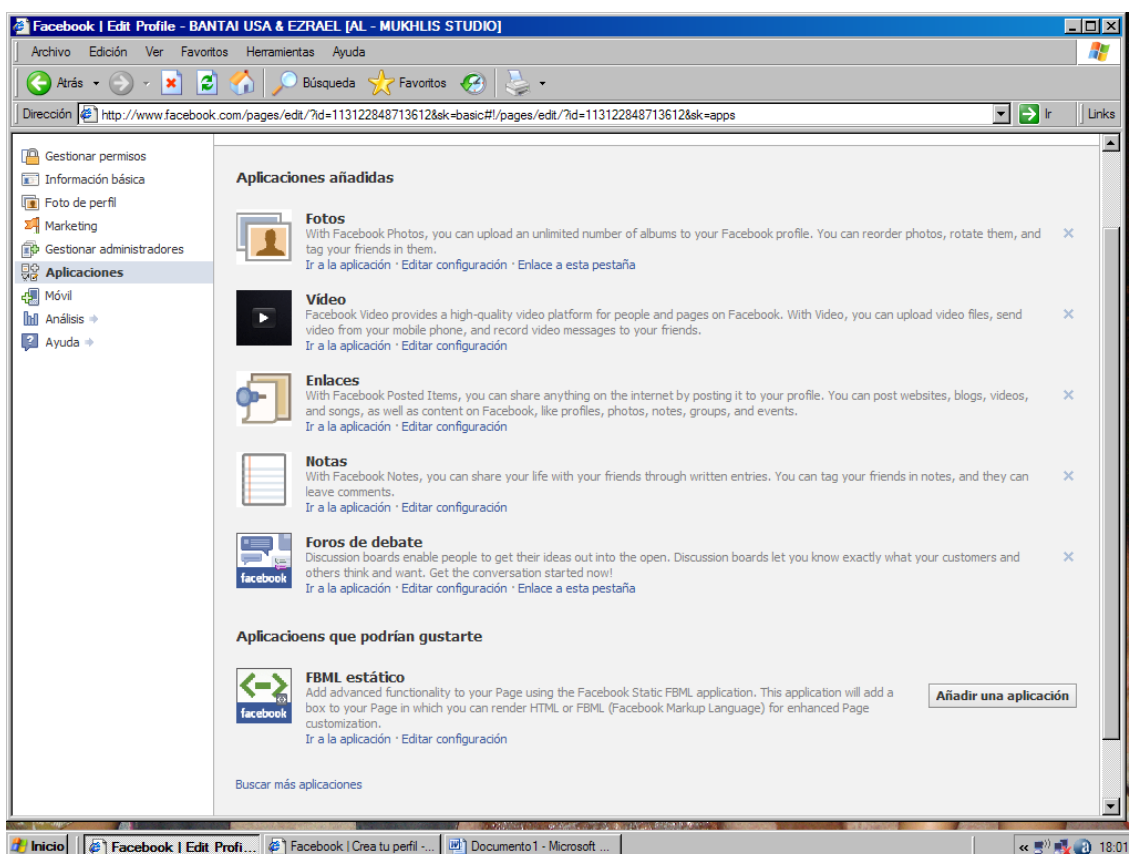 Facebook | Edit Profile - BANTAI USA & EZRAEL [AL - MUKHLIS STUDIO]
Archivo Edición Ver Favoritos Herramientas Ayuda
Atrás Búsqueda Favoritos
Dirección http://www.facebook.com/pages/edit/?id=113122848713612&sk=basic#!/pages/edit/?id=113122848713612&sk=apps Ir Links
Gestionar permisos
Información básica
Foto de perfil
Marketing
Gestionar administradores
Aplicaciones
Móvil
Análisis
Ayuda
Aplicaciones añadidas
Fotos
With Facebook Photos, you can upload an unlimited number of albums to your Facebook profile. You can reorder photos, rotate them, and
tag your friends in them.
Ir a la aplicación · Editar configuración · Enlace a esta pestaña
Vídeo
Facebook Video provides a high-quality video platform for people and pages on Facebook. With Video, you can upload video files, send
video from your mobile phone, and record video messages to your friends.
Ir a la aplicación · Editar configuración
Enlaces
With Facebook Posted Items, you can share anything on the internet by posting it to your profile. You can post websites, blogs, videos,
and songs, as well as content on Facebook, like profiles, photos, notes, groups, and events.
Ir a la aplicación · Editar configuración
Notas
With Facebook Notes, you can share your life with your friends through written entries. You can tag your friends in notes, and they can
leave comments.
Ir a la aplicación · Editar configuración
facebook
Foros de debate
Discussion boards enable people to get their ideas out into the open. Discussion boards let you know exactly what your customers and
others think and want. Get the conversation started now!
Ir a la aplicación · Editar configuración · Enlace a esta pestaña
Aplicacioens que podrían gustarte
facebook
FBML estático
Add advanced functionality to your Page using the Facebook Static FBML application. This application will add a
box to your Page in which you can render HTML or FBML (Facebook Markup Language) for enhanced Page
customization.
Ir a la aplicación · Editar configuración
Añadir una aplicación
Buscar más aplicaciones
Inicio Facebook | Edit Profi... Facebook | Crea tu perfil -... Documento1 - Microsoft ... « 18:01